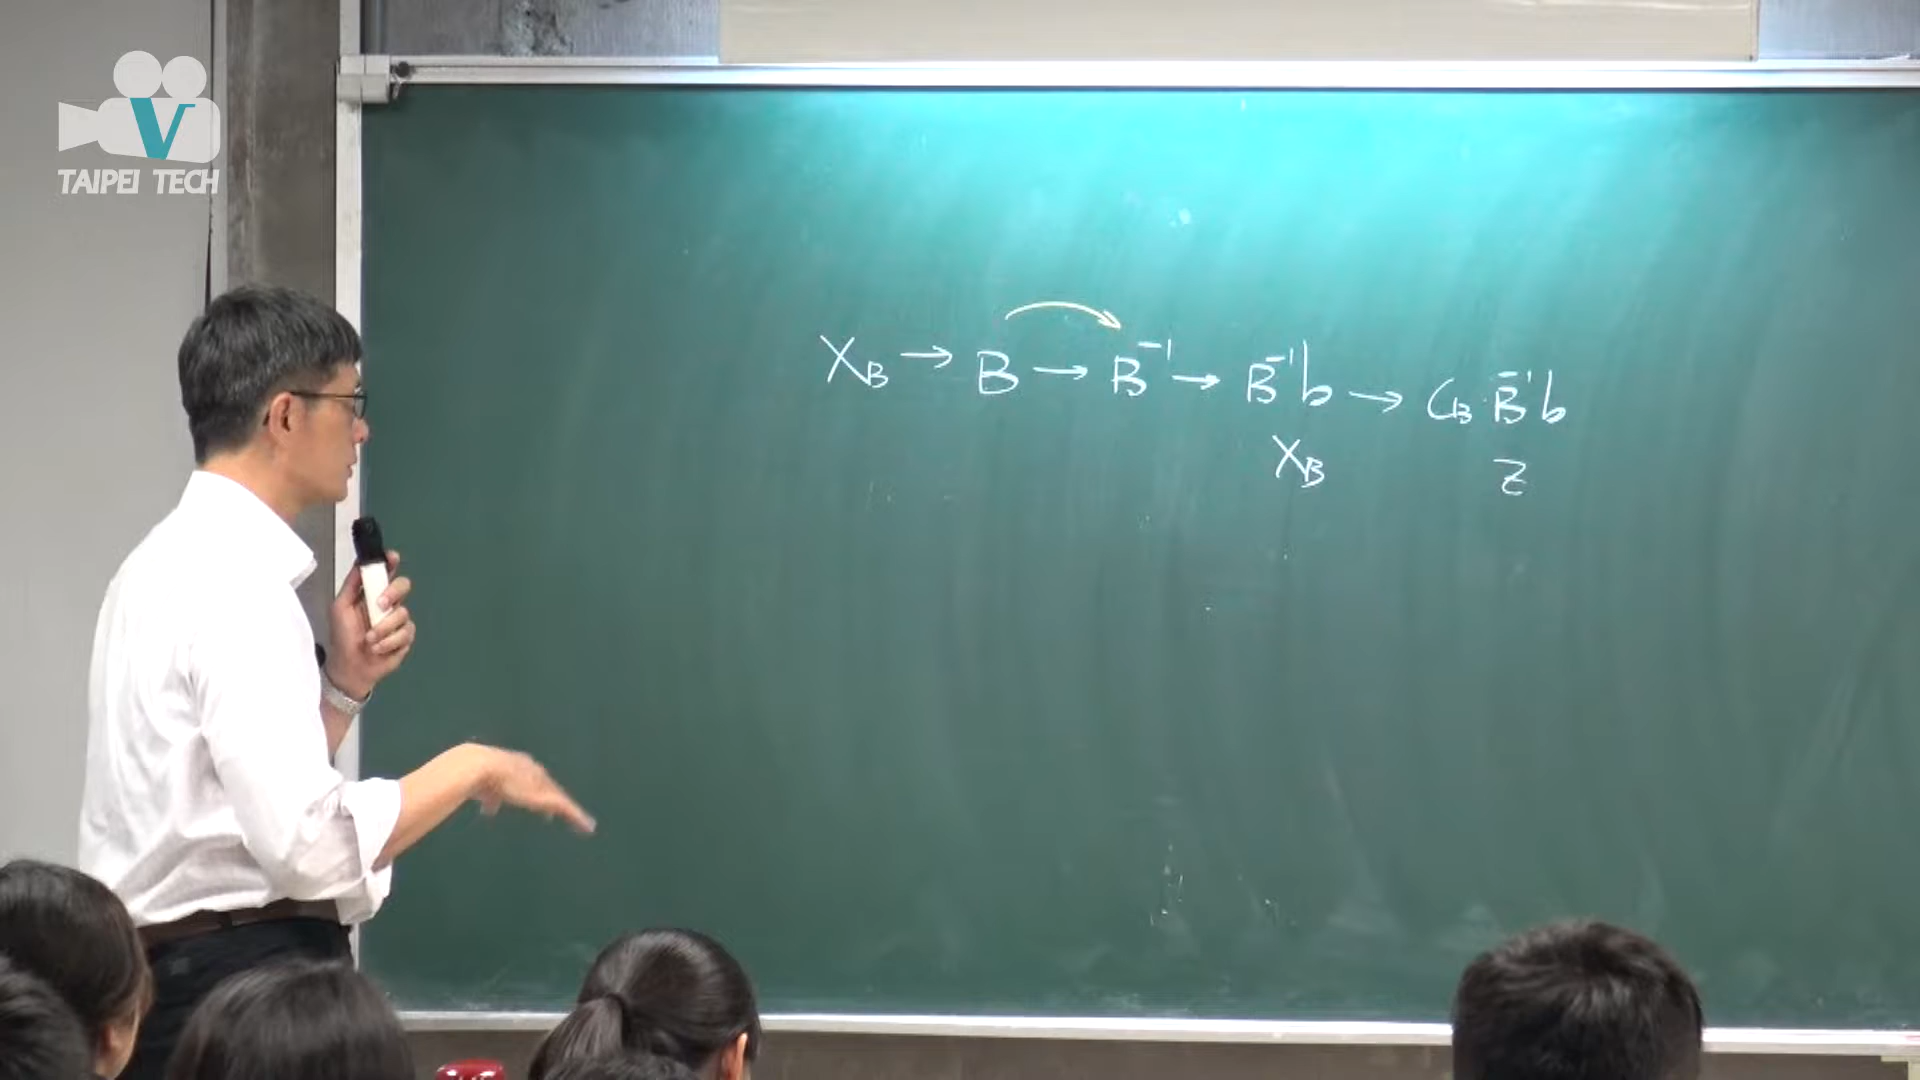 V
TAIPEI TECH
X_B → B → B⁻¹ → B⁻¹b → C_B B⁻¹b
X_B Z